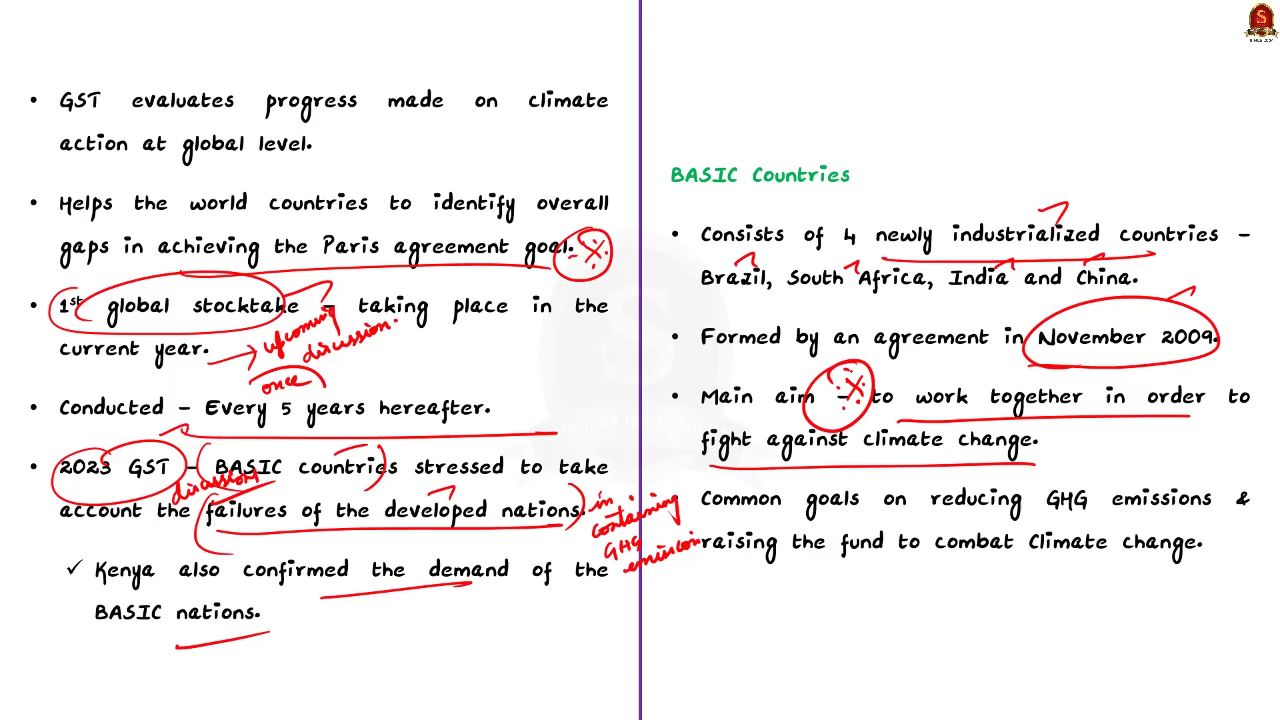 • GST evaluates progress made on climate
action at global level.
• Helps the world countries to identify overall
gaps in achieving the Paris agreement goal.
• 1st global stocktake – taking place in the
current year.
upcoming
discussion.
once
• Conducted – Every 5 years hereafter.
• 2023 GST – BASIC countries stressed to take
discussions
account the failures of the developed nations.
in
containing
GHG
emission
✓ Kenya also confirmed the demand of the
BASIC nations.
BASIC Countries
• Consists of 4 newly industrialized countries –
Brazil, South Africa, India and China.
• Formed by an agreement in November 2009.
• Main aim – to work together in order to
fight against climate change.
Common goals on reducing GHG emissions &
raising the fund to combat Climate change.
S